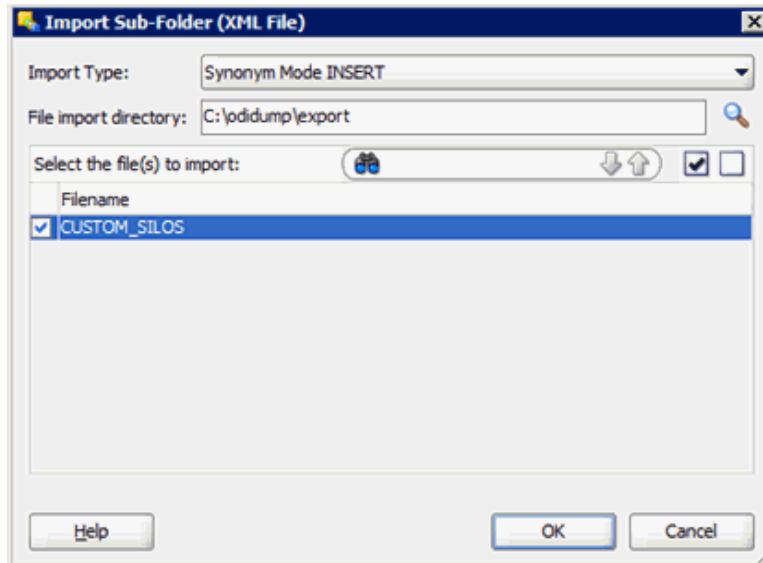 Import Sub-Folder (XML File)
Import Type: Synonym Mode INSERT
File import directory: C:\odidump\export
Select the file(s) to import:
Filename
CUSTOM_SILOS
Help OK Cancel